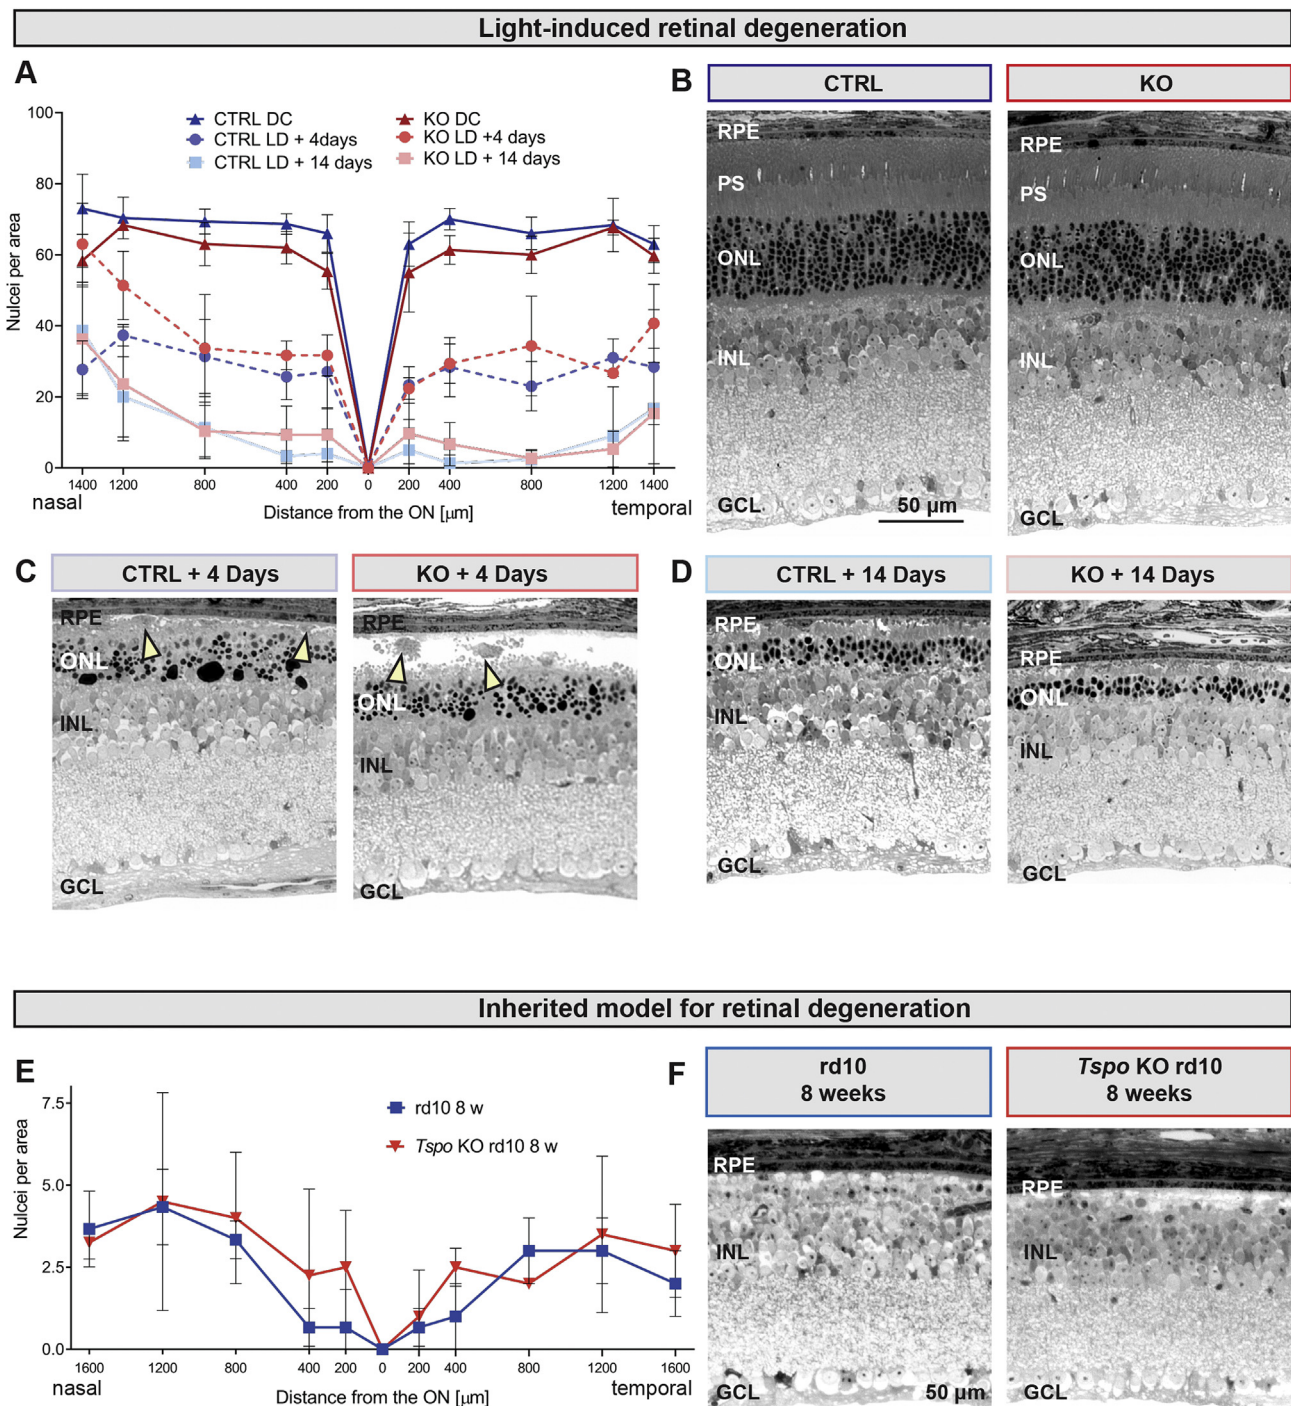 Light-induced retinal degeneration
A
CTRL DC
KO DC
CTRL LD + 4days
KO LD +4 days
CTRL LD + 14 days
KO LD + 14 days
Nulcei per area
100
80
60
40
20
0
1400 1200 800 400 200 0 200 400 800 1200 1400
nasal
Distance from the ON [μm]
temporal
B
CTRL
KO
RPE
PS
ONL
INL
GCL
50 μm
RPE
PS
ONL
INL
GCL
C
CTRL + 4 Days
KO + 4 Days
RPE
ONL
INL
GCL
RPE
ONL
INL
GCL
D
CTRL + 14 Days
KO + 14 Days
RPE
ONL
INL
GCL
RPE
ONL
INL
GCL
Inherited model for retinal degeneration
E
rd10 8 w
Tspo KO rd10 8 w
Nulcei per area
7.5
5.0
2.5
0.0
1600 1200 800 400 200 0 200 400 800 1200 1600
nasal
Distance from the ON [μm]
temporal
F
rd10
8 weeks
Tspo KO rd10
8 weeks
RPE
INL
GCL
50 μm
RPE
INL
GCL